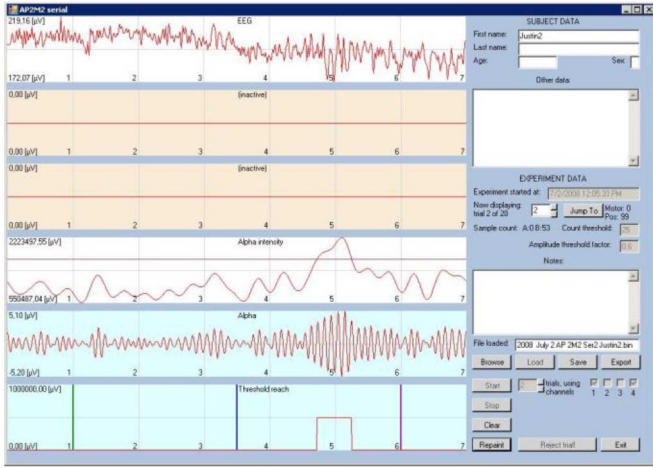 AP2M2 serial
219,16 [µV] EEG
172,07 [µV] 1 2 3 4 5 6 7
0,00 [µV] (inactive)
0,00 [µV] 1 2 3 4 5 6 7
0,00 [µV] (inactive)
0,00 [µV] 1 2 3 4 5 6 7
2223497,55 [µV] Alpha intensity
550487,04 [µV] 1 2 3 4 5 6 7
5,10 [µV] Alpha
-5,20 [µV] 1 2 3 4 5 6 7
1000000,00 [µV] Threshold reach
0,00 [µV] 1 2 3 4 5 6 7
SUBJECT DATA
First name: Justin2
Last name:
Age: Sex:
Other data:
EXPERIMENT DATA
Experiment started at: 7/2/2008 12:05:33 PM
Now displaying:
trial 2 of 20 2 Jump To Motor: 0
Pos: 99
Sample count: A:0 B:53 Count threshold: 25
Amplitude threshold factor: 0.6
Notes:
File loaded: 2008 July 2 AP 2M2 Ser2 Justin2.bin
Browse Load Save Export
Start 2 trials, using
channels 1 2 3 4
Stop
Clear
Repaint Reject trial! Exit